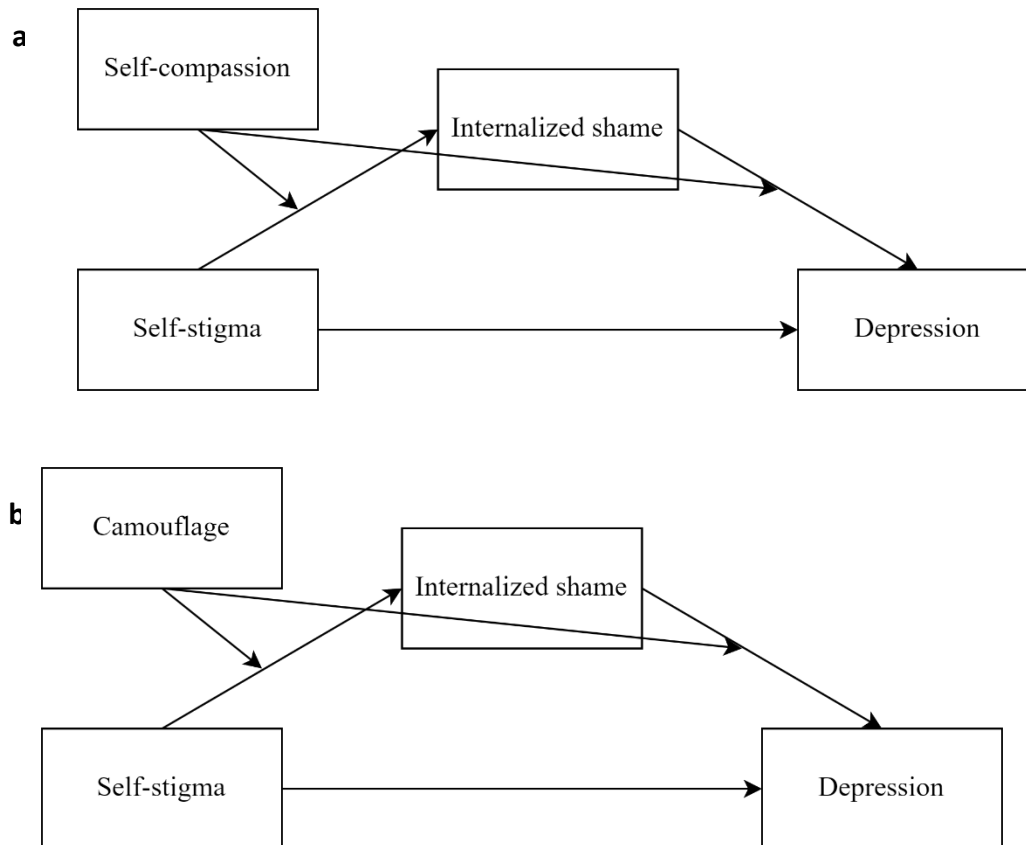 a
Self-compassion
Internalized shame
Self-stigma
Depression
b
Camouflage
Internalized shame
Self-stigma
Depression